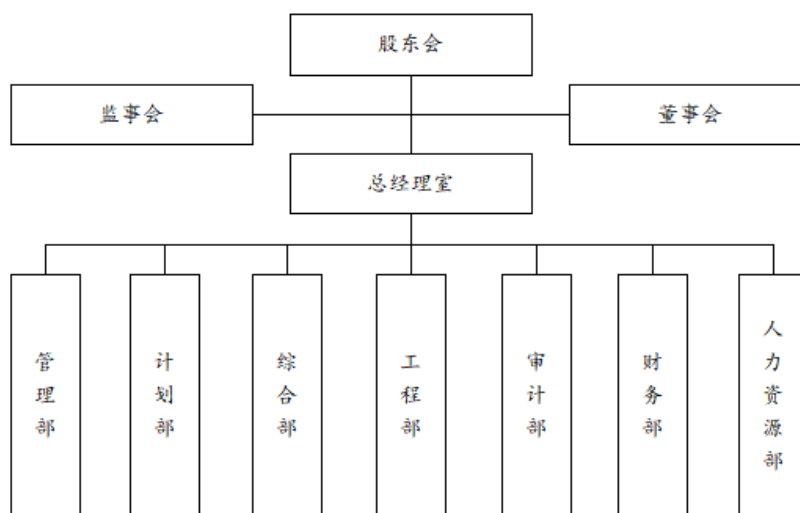 股东会
监事会
董事会
总经理室
管理部
计划部
综合部
工程部
审计部
财务部
人力资源部